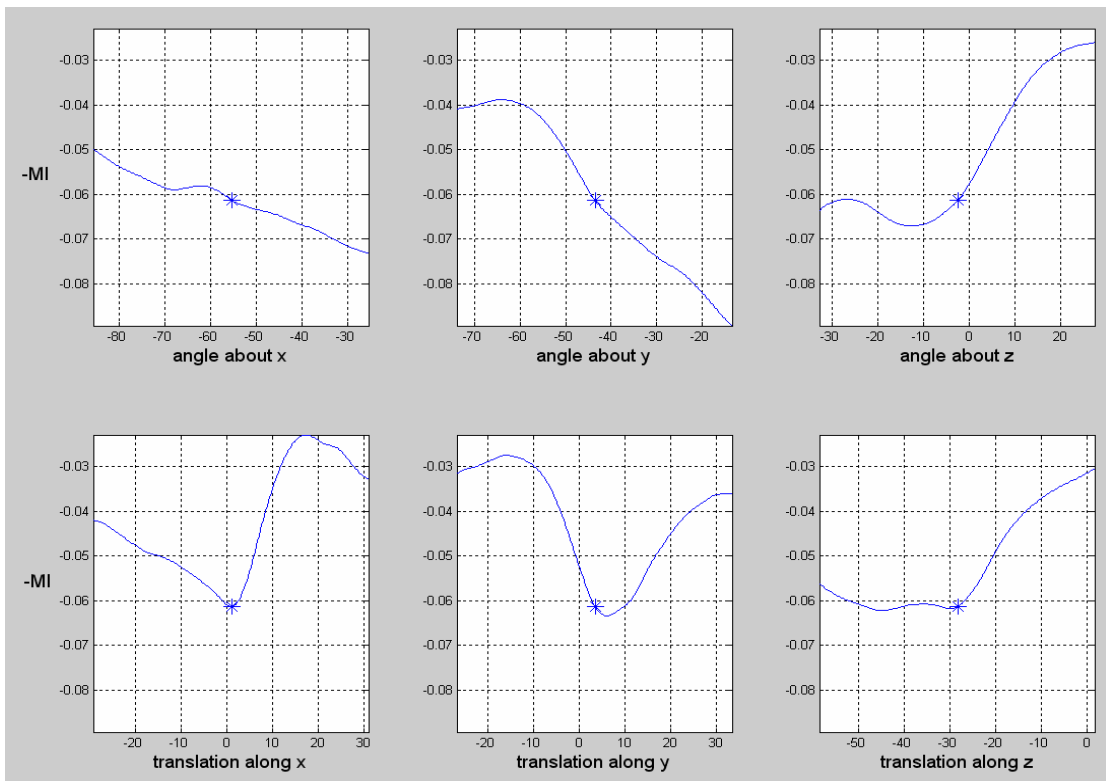 -0.03 -0.03 -0.03
-0.04 -0.04 -0.04
-0.05 -0.05 -0.05
-MI
-0.06 -0.06 -0.06
-0.07 -0.07 -0.07
-0.08 -0.08 -0.08
-80 -70 -60 -50 -40 -30 -70 -60 -50 -40 -30 -20 -30 -20 -10 0 10 20
angle about x angle about y angle about z
-0.03 -0.03 -0.03
-0.04 -0.04 -0.04
-0.05 -0.05 -0.05
-MI
-0.06 -0.06 -0.06
-0.07 -0.07 -0.07
-0.08 -0.08 -0.08
-20 -10 0 10 20 30 -20 -10 0 10 20 30 -50 -40 -30 -20 -10 0
translation along x translation along y translation along z